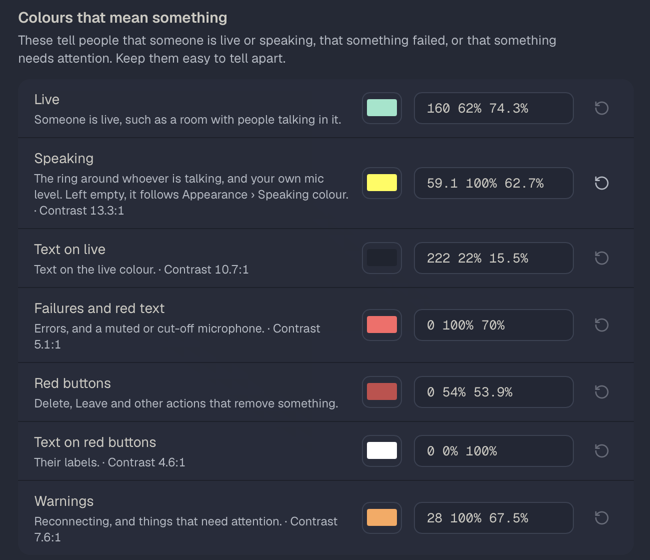 Colours that mean something
These tell people that someone is live or speaking, that something failed, or that something
needs attention. Keep them easy to tell apart.
Live
Someone is live, such as a room with people talking in it.
160 62% 74.3%
Speaking
The ring around whoever is talking, and your own mic
level. Left empty, it follows Appearance › Speaking colour.
· Contrast 13.3:1
59.1 100% 62.7%
Text on live
Text on the live colour. · Contrast 10.7:1
222 22% 15.5%
Failures and red text
Errors, and a muted or cut-off microphone. · Contrast
5.1:1
0 100% 70%
Red buttons
Delete, Leave and other actions that remove something.
0 54% 53.9%
Text on red buttons
Their labels. · Contrast 4.6:1
0 0% 100%
Warnings
Reconnecting, and things that need attention. · Contrast
7.6:1
28 100% 67.5%